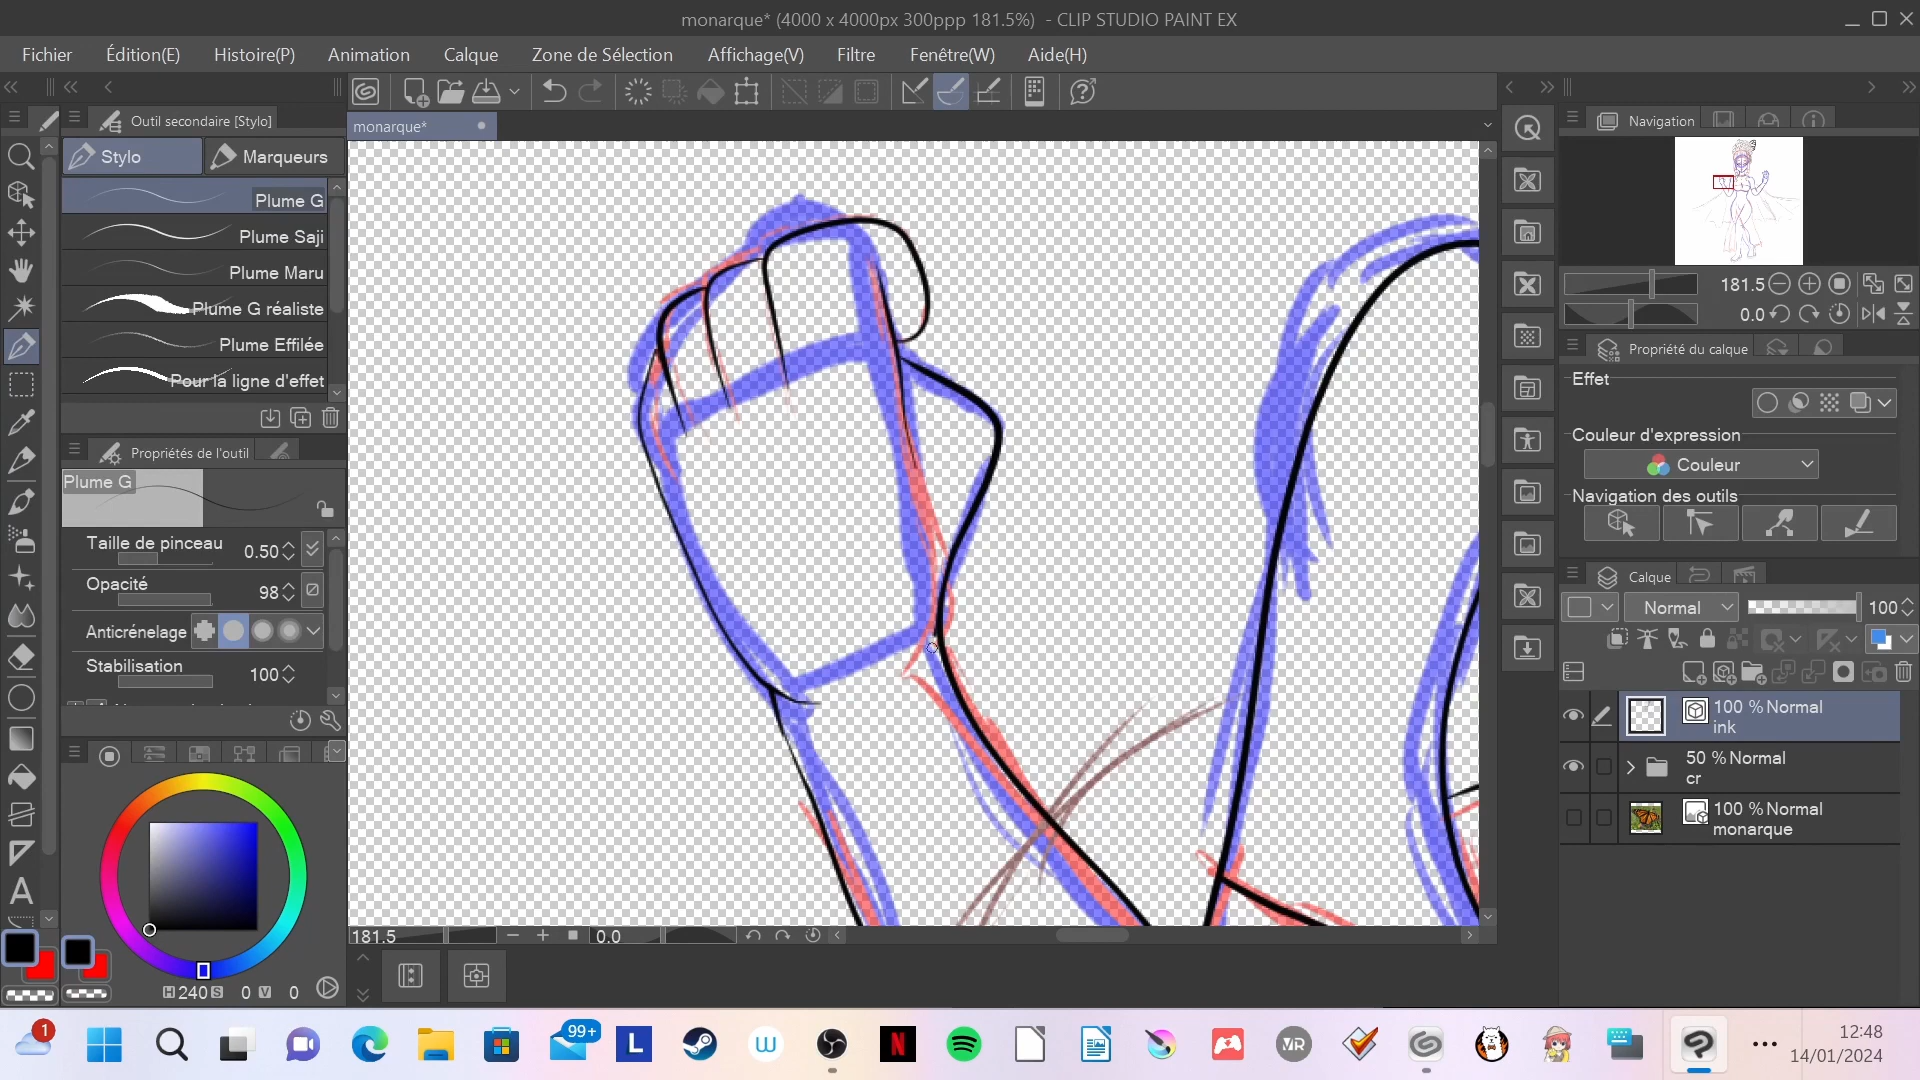 monarque* (4000 x 4000px 300ppp 181.5%)  - CLIP STUDIO PAINT EX
Fichier Édition(E) Histoire(P) Animation Calque Zone de Sélection Affichage(V) Filtre Fenêtre(W) Aide(H)
Outil secondaire [Stylo]
Stylo Marqueurs
Plume G
Plume Saji
Plume Maru
Plume G réaliste
Plume Effilée
Pour la ligne d'effet
Propriétés de l'outil
Plume G
Taille de pinceau 0.50
Opacité 98
Anticrénelage
Stabilisation 100
H 240 S 0 V 0
monarque*
181.5 0.0
Navigation
181.5
0.0
Propriété du calque
Effet
Couleur d'expression
Couleur
Navigation des outils
Calque
Normal 100
100 % Normal
ink
50 % Normal
cr
100 % Normal
monarque
1
99+
L
W
N
VR
12:48
14/01/2024